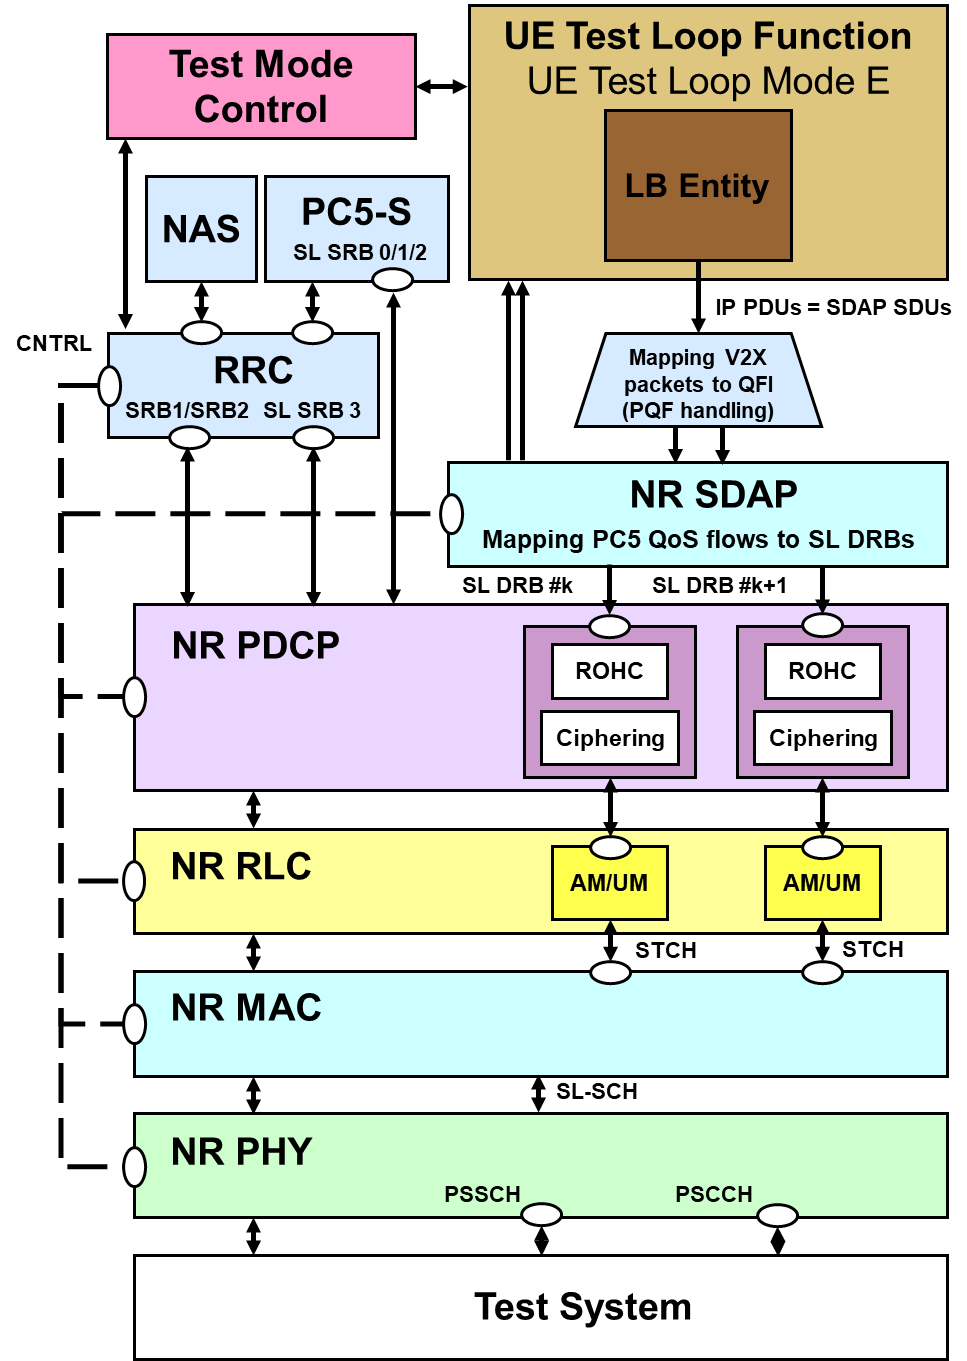 UE Test Loop Function
UE Test Loop Mode E
Test Mode
Control
LB Entity
NAS
PC5-S
SL SRB 0/1/2
IP PDUs = SDAP SDUs
CNTRL
RRC
SRB1/SRB2
SL SRB 3
Mapping V2X
packets to QFI
(PQF handling)
NR SDAP
Mapping PC5 QoS flows to SL DRBs
SL DRB #k
SL DRB #k+1
NR PDCP
ROHC
ROHC
Ciphering
Ciphering
NR RLC
AM/UM
AM/UM
STCH
STCH
NR MAC
SL-SCH
NR PHY
PSSCH
PSCCH
Test System